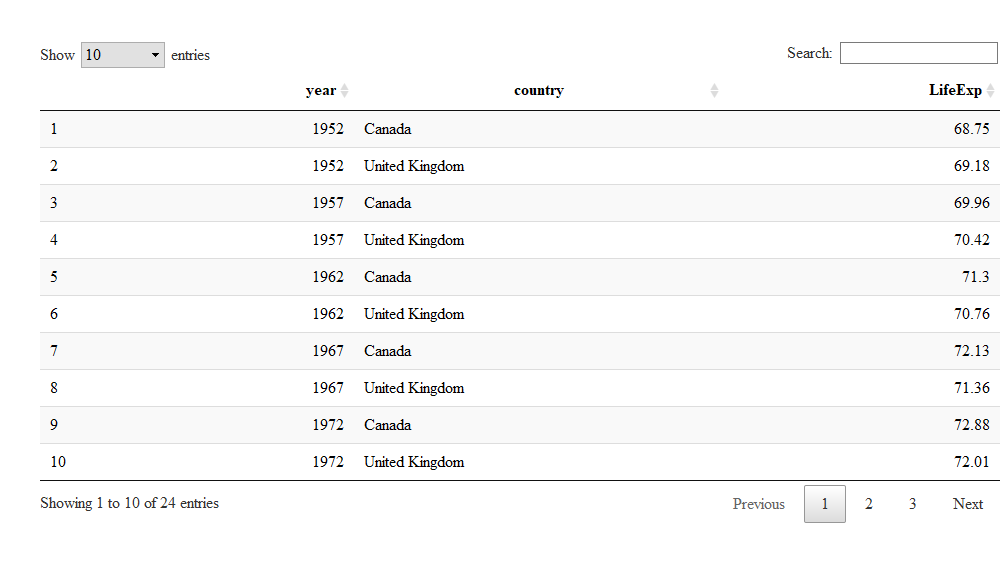 Show 10 entries Search:
year country LifeExp
1 1952 Canada 68.75
2 1952 United Kingdom 69.18
3 1957 Canada 69.96
4 1957 United Kingdom 70.42
5 1962 Canada 71.3
6 1962 United Kingdom 70.76
7 1967 Canada 72.13
8 1967 United Kingdom 71.36
9 1972 Canada 72.88
10 1972 United Kingdom 72.01
Showing 1 to 10 of 24 entries Previous 1 2 3 Next